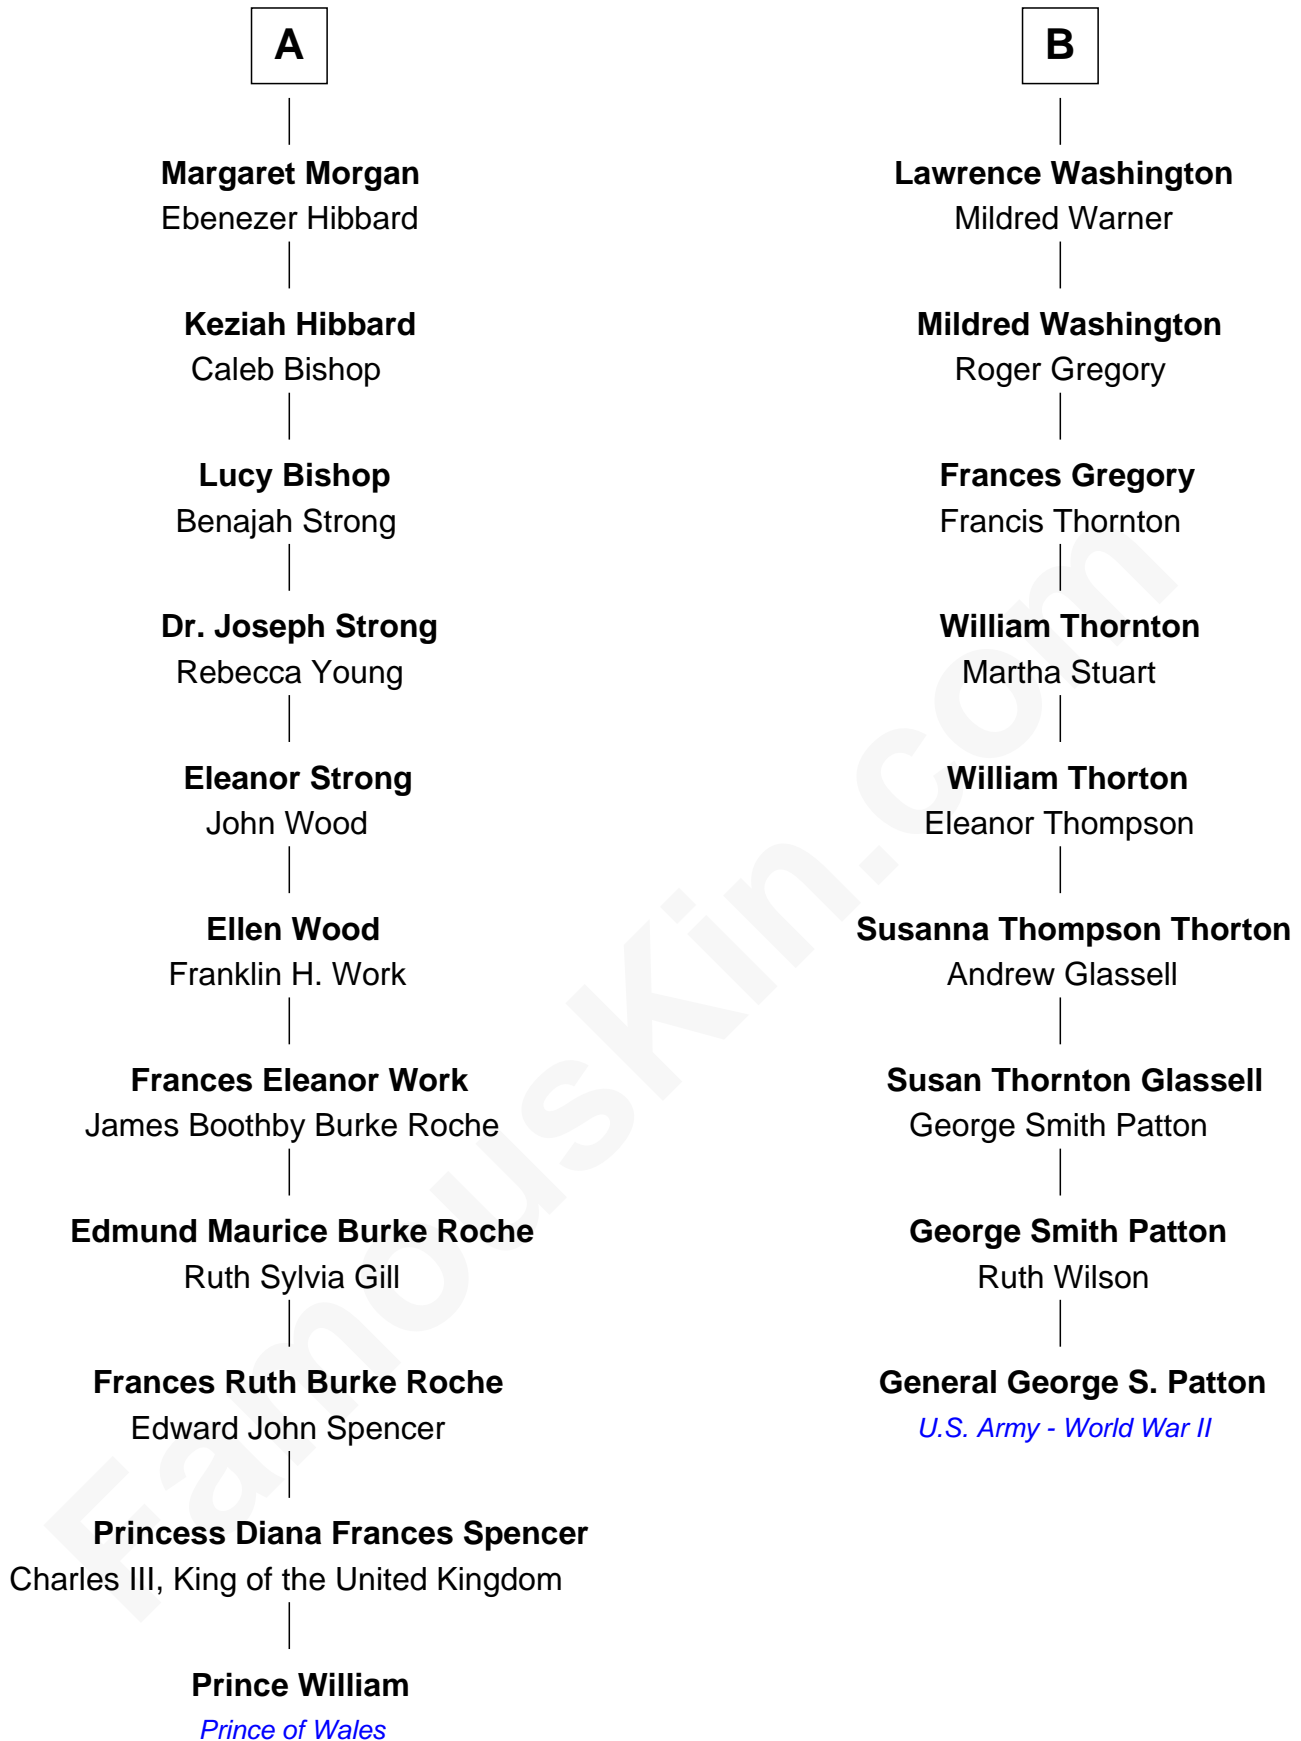 A
Margaret Morgan
Ebenezer Hibbard
Keziah Hibbard
Caleb Bishop
Lucy Bishop
Benajah Strong
Dr. Joseph Strong
Rebecca Young
Eleanor Strong
John Wood
Ellen Wood
Franklin H. Work
Frances Eleanor Work
James Boothby Burke Roche
Edmund Maurice Burke Roche
Ruth Sylvia Gill
Frances Ruth Burke Roche
Edward John Spencer
Princess Diana Frances Spencer
Charles III, King of the United Kingdom
Prince William
Prince of Wales
B
Lawrence Washington
Mildred Warner
Mildred Washington
Roger Gregory
Frances Gregory
Francis Thornton
William Thornton
Martha Stuart
William Thorton
Eleanor Thompson
Susanna Thompson Thorton
Andrew Glassell
Susan Thornton Glassell
George Smith Patton
George Smith Patton
Ruth Wilson
General George S. Patton
U.S. Army - World War II
FamousKin.com